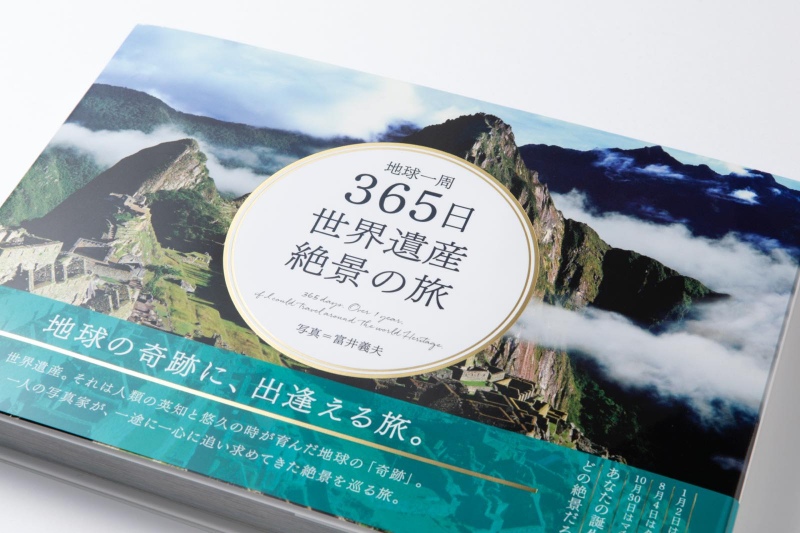 地球一周
365日
世界遺産
絶景の旅
365 days. Over 1 year,
写真=富井義夫
地球の奇跡に、出逢える旅。
世界遺産。それは人類の英知と悠久の時が育んだ地球の「奇跡」。
一人の写真家が、一途に一心に追い求めてきた絶景を巡る旅。
1月2日は
8月4日は
10月30日はマ
あなたの誕生
どの絶景だろ